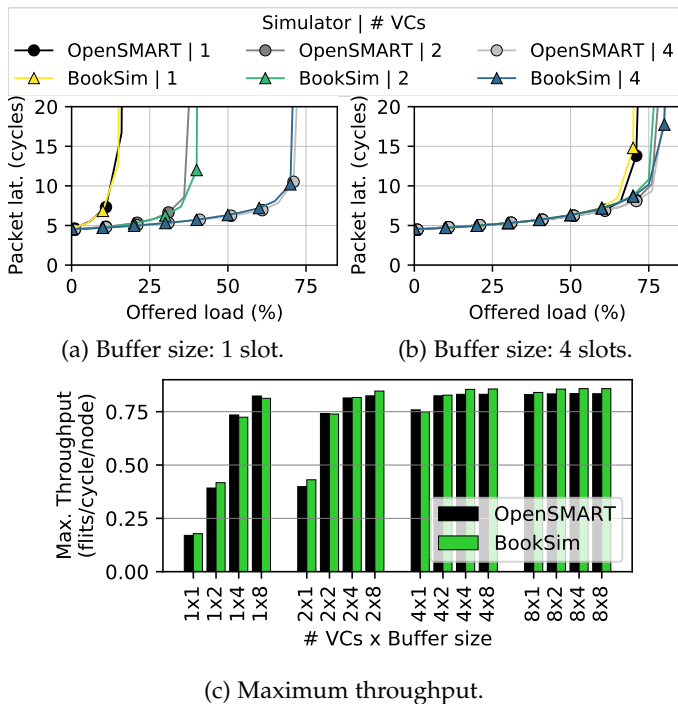 Simulator | # VCs
OpenSMART | 1 OpenSMART | 2 OpenSMART | 4
BookSim | 1 BookSim | 2 BookSim | 4
Packet lat. (cycles)
20
15
10
5
0
0 25 50 75
Offered load (%)
(a) Buffer size: 1 slot.
Packet lat. (cycles)
20
15
10
5
0
0 25 50 75
Offered load (%)
(b) Buffer size: 4 slots.
Max. Throughput
(flits/cycle/node)
0.75
0.50
0.25
0.00
OpenSMART
BookSim
1x1 1x2 1x4 1x8 2x1 2x2 2x4 2x8 4x1 4x2 4x4 4x8 8x1 8x2 8x4 8x8
# VCs x Buffer size
(c) Maximum throughput.